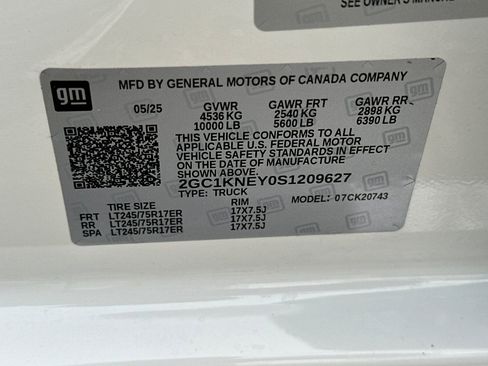 SEE OWNER'S MANUAL
gm
MFD BY GENERAL MOTORS OF CANADA COMPANY
05/25 GVWR GAWR FRT GAWR RR
4536 KG 2540 KG 2898 KG
10000 LB 5600 LB 6390 LB
THIS VEHICLE CONFORMS TO ALL
APPLICABLE U.S. FEDERAL MOTOR
VEHICLE SAFETY STANDARDS IN EFFECT
ON THE DATE OF MANUFACTURE
SHOWN ABOVE.
2GC1KNEY0S1209627
TYPE: TRUCK MODEL: 07CK20743
TIRE SIZE RIM
FRT LT245/75R17ER 17X7.5J
RR LT245/75R17ER 17X7.5J
SPA LT245/75R17ER 17X7.5J